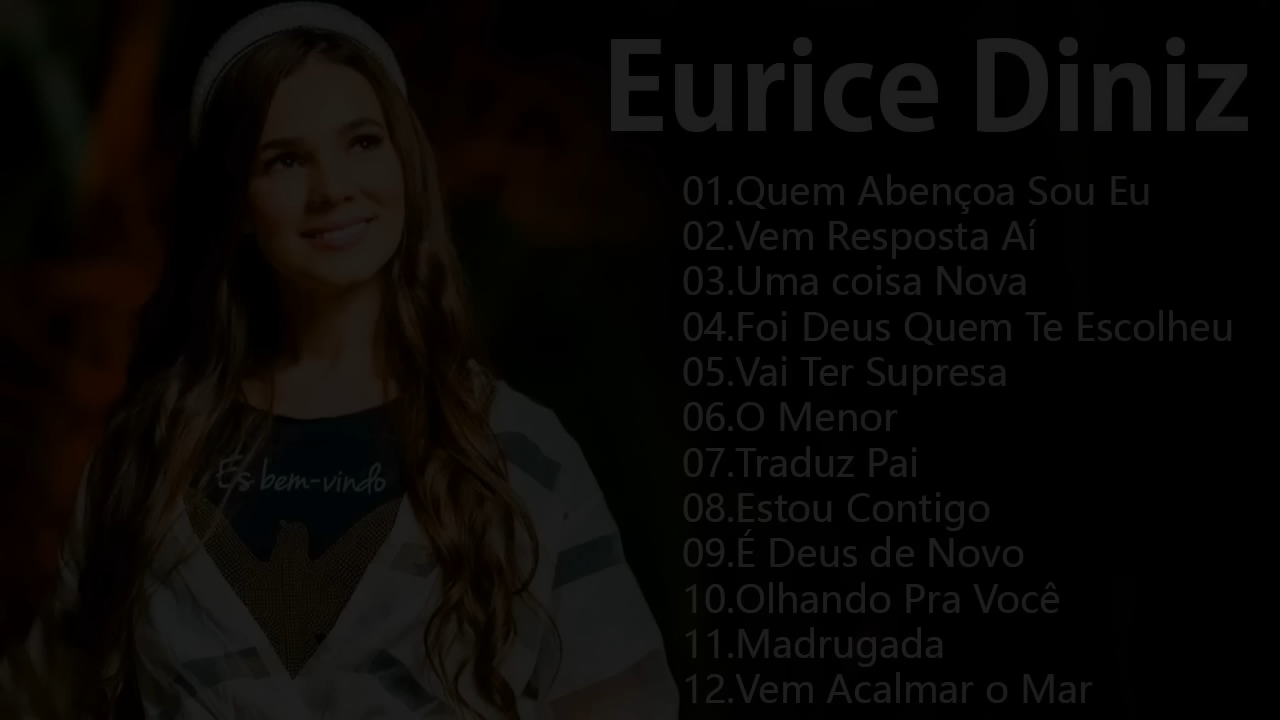 Eurice Diniz
01.Quem Abençoa Sou Eu
02.Vem Resposta Aí
03.Uma coisa Nova
04.Foi Deus Quem Te Escolheu
05.Vai Ter Supresa
06.O Menor
07.Traduz Pai
08.Estou Contigo
09.É Deus de Novo
10.Olhando Pra Você
11.Madrugada
12.Vem Acalmar o Mar
És bem-vindo